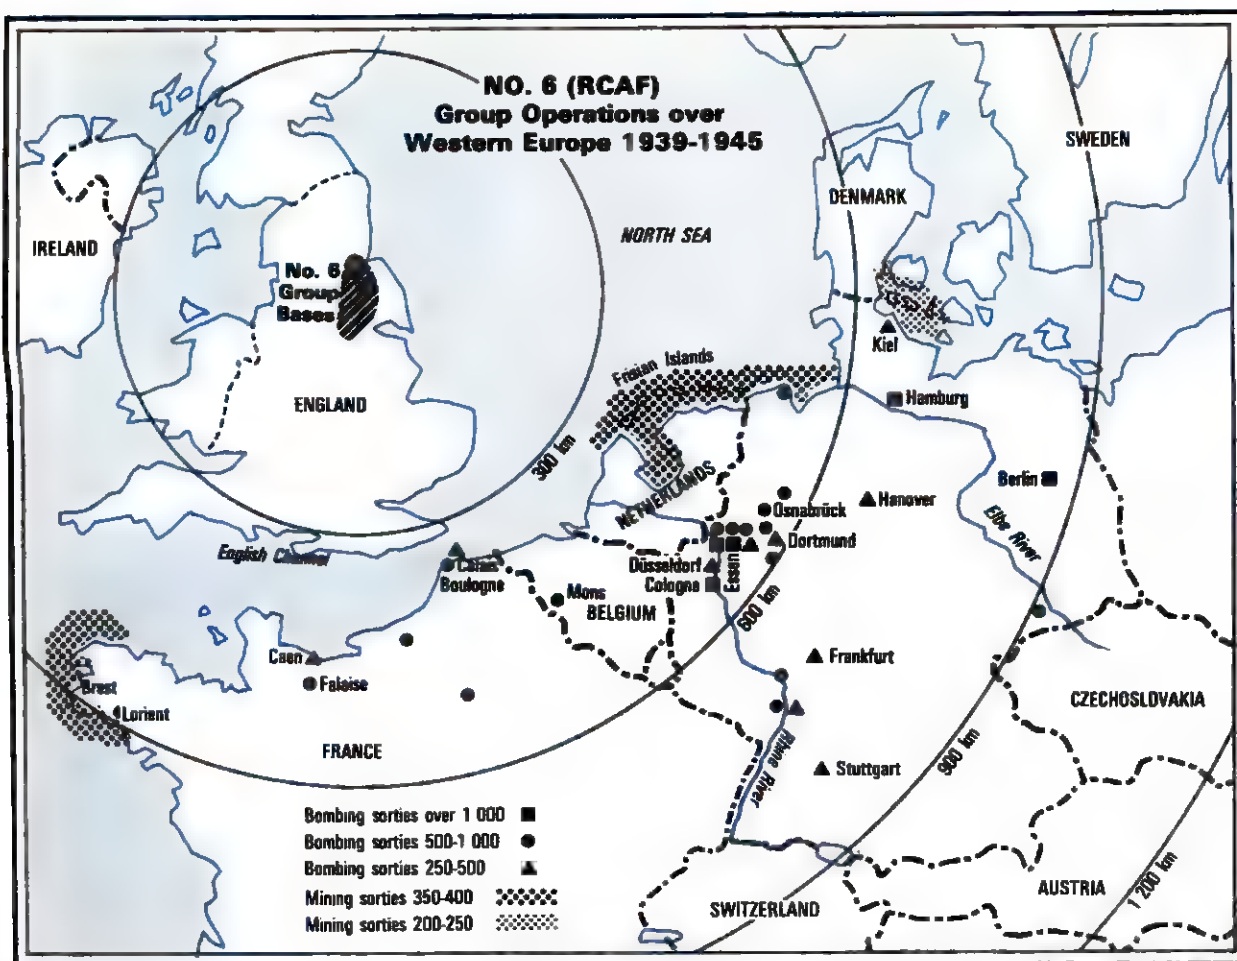 NO. 6 (RCAF)
Group Operations over
Western Europe 1939-1945
SWEDEN
DENMARK
IRELAND
NORTH SEA
No. 6
Group
Bases
Kiel
Frisian Islands
ENGLAND
Hamburg
300 km
NETHERLANDS
Berlin
Hanover
Osnabrück
Elbe River
English Channel
Dortmund
Calais
Boulogne
Düsseldorf
Cologne
Essen
Mons
BELGIUM
600 km
Caen
Falaise
Frankfurt
Brest
Lorient
CZECHOSLOVAKIA
FRANCE
Rhine River
900 km
Stuttgart
Bombing sorties over 1 000
Bombing sorties 500-1 000
Bombing sorties 250-500
Mining sorties 350-400
Mining sorties 200-250
SWITZERLAND
AUSTRIA
1 200 km